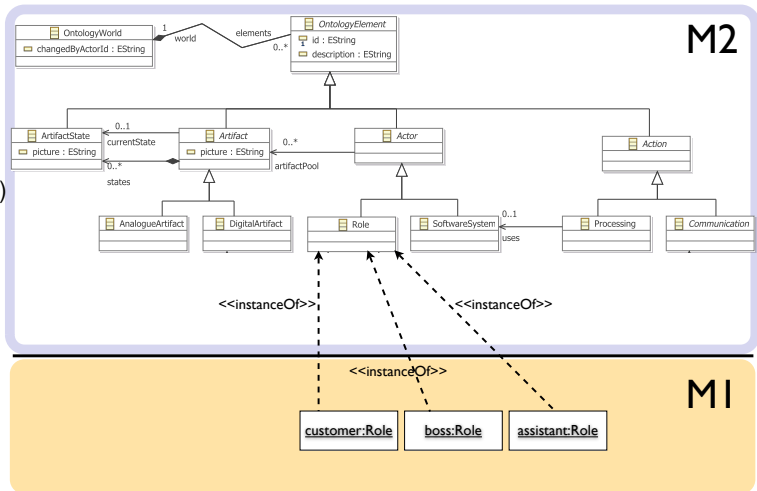 OntologyWorld
changedByActorId : EString
1
world
elements
0..*
OntologyElement
id : EString
description : EString
M2
ArtifactState
picture : EString
0..1
currentState
0..*
states
Artifact
picture : EString
0..*
artifactPool
Actor
Action
)
AnalogueArtifact
DigitalArtifact
Role
SoftwareSystem
0..1
uses
Processing
Communication
<<instanceOf>>
<<instanceOf>>
<<instanceOf>>
M1
customer:Role
boss:Role
assistant:Role